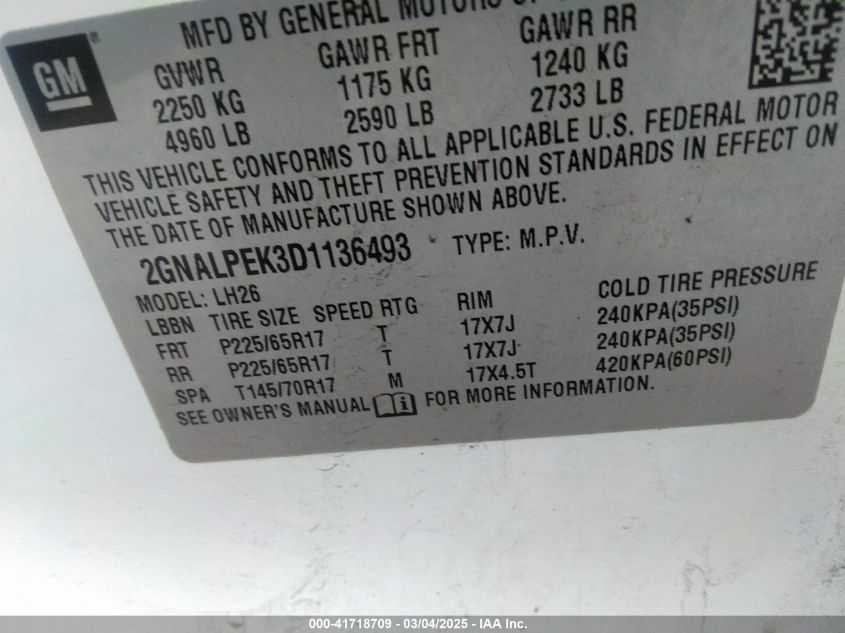 GM
MFD BY GENERAL MOTORS
GVWR GAWR FRT GAWR RR
2250 KG 1175 KG 1240 KG
4960 LB 2590 LB 2733 LB
THIS VEHICLE CONFORMS TO ALL APPLICABLE U.S. FEDERAL MOTOR
VEHICLE SAFETY AND THEFT PREVENTION STANDARDS IN EFFECT ON
THE DATE OF MANUFACTURE SHOWN ABOVE.
2GNALPEK3D1136493 TYPE: M.P.V.
MODEL: LH26
LBBN TIRE SIZE SPEED RTG RIM COLD TIRE PRESSURE
FRT P225/65R17 T 17X7J 240KPA(35PSI)
RR P225/65R17 T 17X7J 240KPA(35PSI)
SPA T145/70R17 M 17X4.5T 420KPA(60PSI)
SEE OWNER'S MANUAL FOR MORE INFORMATION.
000-41718709 - 03/04/2025 - IAA Inc.